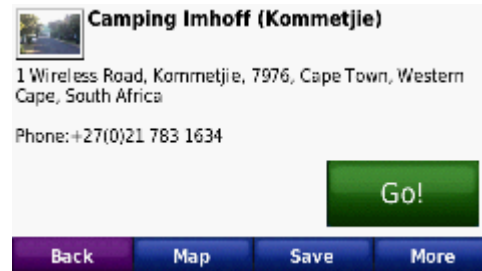 Camping Imhoff (Kommetjie)
1 Wireless Road, Kommetjie, 7976, Cape Town, Western
Cape, South Africa
Phone:+27(0)21 783 1634
Go!
Back Map Save More